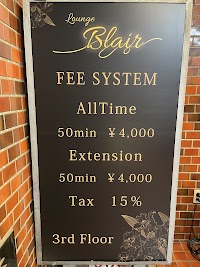 Lounge
Blair
FEE SYSTEM
AllTime
50min ￥4,000
Extension
50min ￥4,000
Tax 15%
3rd Floor